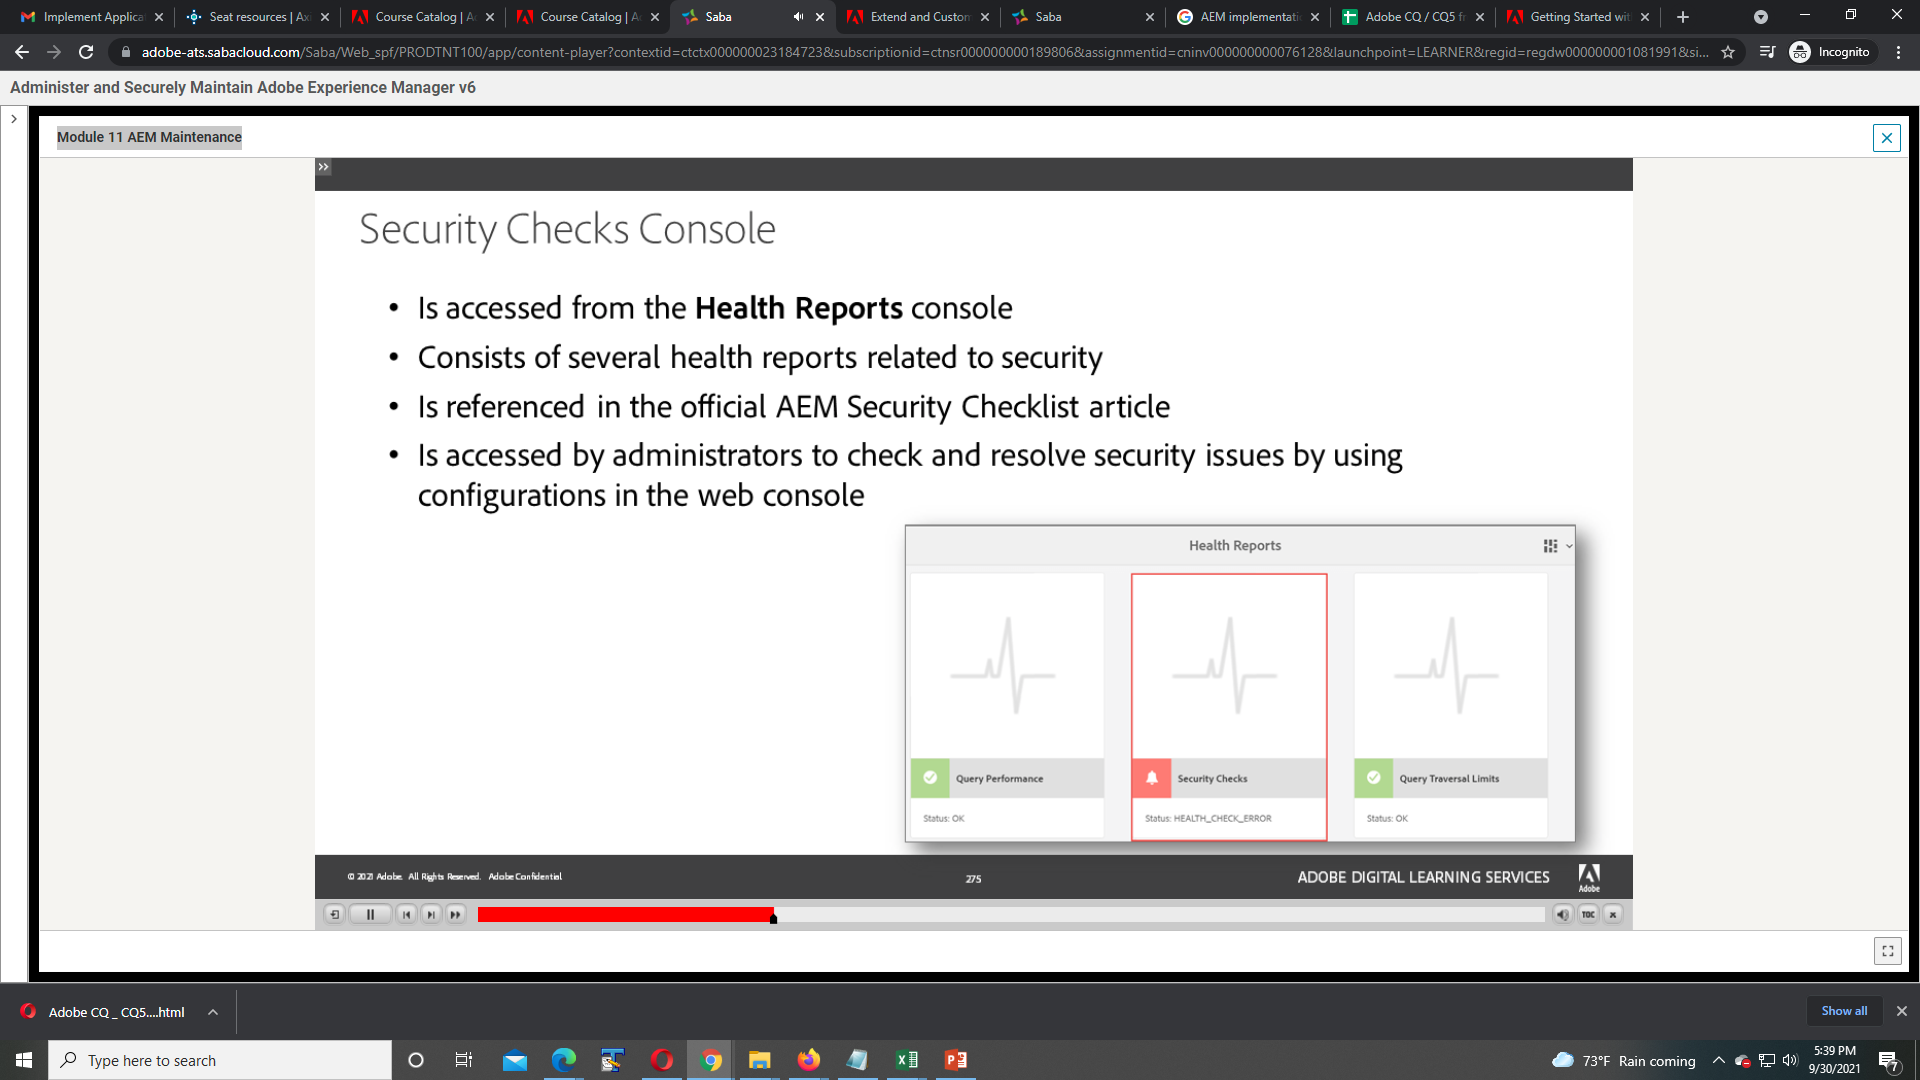 Implement Applica
Seat resources | Ax
Course Catalog | A
Course Catalog | A
Saba
Extend and Custom
Saba
AEM implementati
Adobe CQ / CQ5 f
Getting Started wit
adobe-ats.sabacloud.com/Saba/Web_spf/PRODTNT100/app/content-player?contextid=ctctx000000023184723&subscriptionid=ctnsr000000000189806&assignmentid=cninv000000000076128&launchpoint=LEARNER&regid=regdw000000001081991&si...
Incognito
Administer and Securely Maintain Adobe Experience Manager v6
Module 11 AEM Maintenance
Security Checks Console
• Is accessed from the Health Reports console
• Consists of several health reports related to security
• Is referenced in the official AEM Security Checklist article
• Is accessed by administrators to check and resolve security issues by using
configurations in the web console
Health Reports
Query Performance
Security Checks
Query Traversal Limits
Status: OK
Status: HEALTH_CHECK_ERROR
Status: OK
© 2021 Adobe. All Rights Reserved. Adobe Confidential
275
ADOBE DIGITAL LEARNING SERVICES
Adobe
TOC
Adobe CQ _ CQ5....html
Show all
Type here to search
73°F Rain coming
5:39 PM
9/30/2021
7